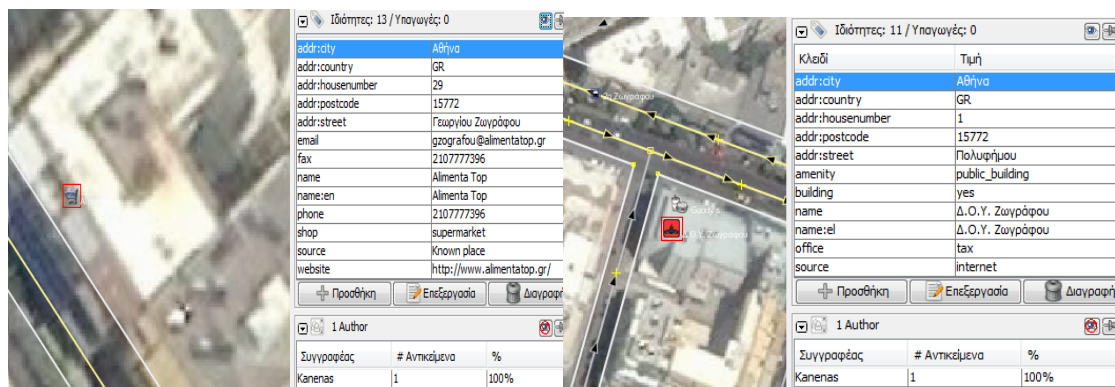 Ιδιότητες: 13 / Υπαγωγές: 0
addr:city Αθήνα
addr:country GR
addr:housenumber 29
addr:postcode 15772
addr:street Γεωργίου Ζωγράφου
email gzografou@alimentatop.gr
fax 2107777396
name Alimenta Top
name:en Alimenta Top
phone 2107777396
shop supermarket
source Known place
website http://www.alimentatop.gr/
Προσθήκη Επεξεργασία Διαγραφή
1 Author
Συγγραφέας # Αντικείμενα %
Kanenas 1 100%
Ζωγράφου
Goody's
Δ.Ο.Υ. Ζωγράφου
Ιδιότητες: 11 / Υπαγωγές: 0
Κλειδί Τιμή
addr:city Αθήνα
addr:country GR
addr:housenumber 1
addr:postcode 15772
addr:street Πολυφήμου
amenity public_building
building yes
name Δ.Ο.Υ. Ζωγράφου
name:el Δ.Ο.Υ. Ζωγράφου
office tax
source internet
Προσθήκη Επεξεργασία Διαγραφή
1 Author
Συγγραφέας # Αντικείμενα %
Kanenas 1 100%